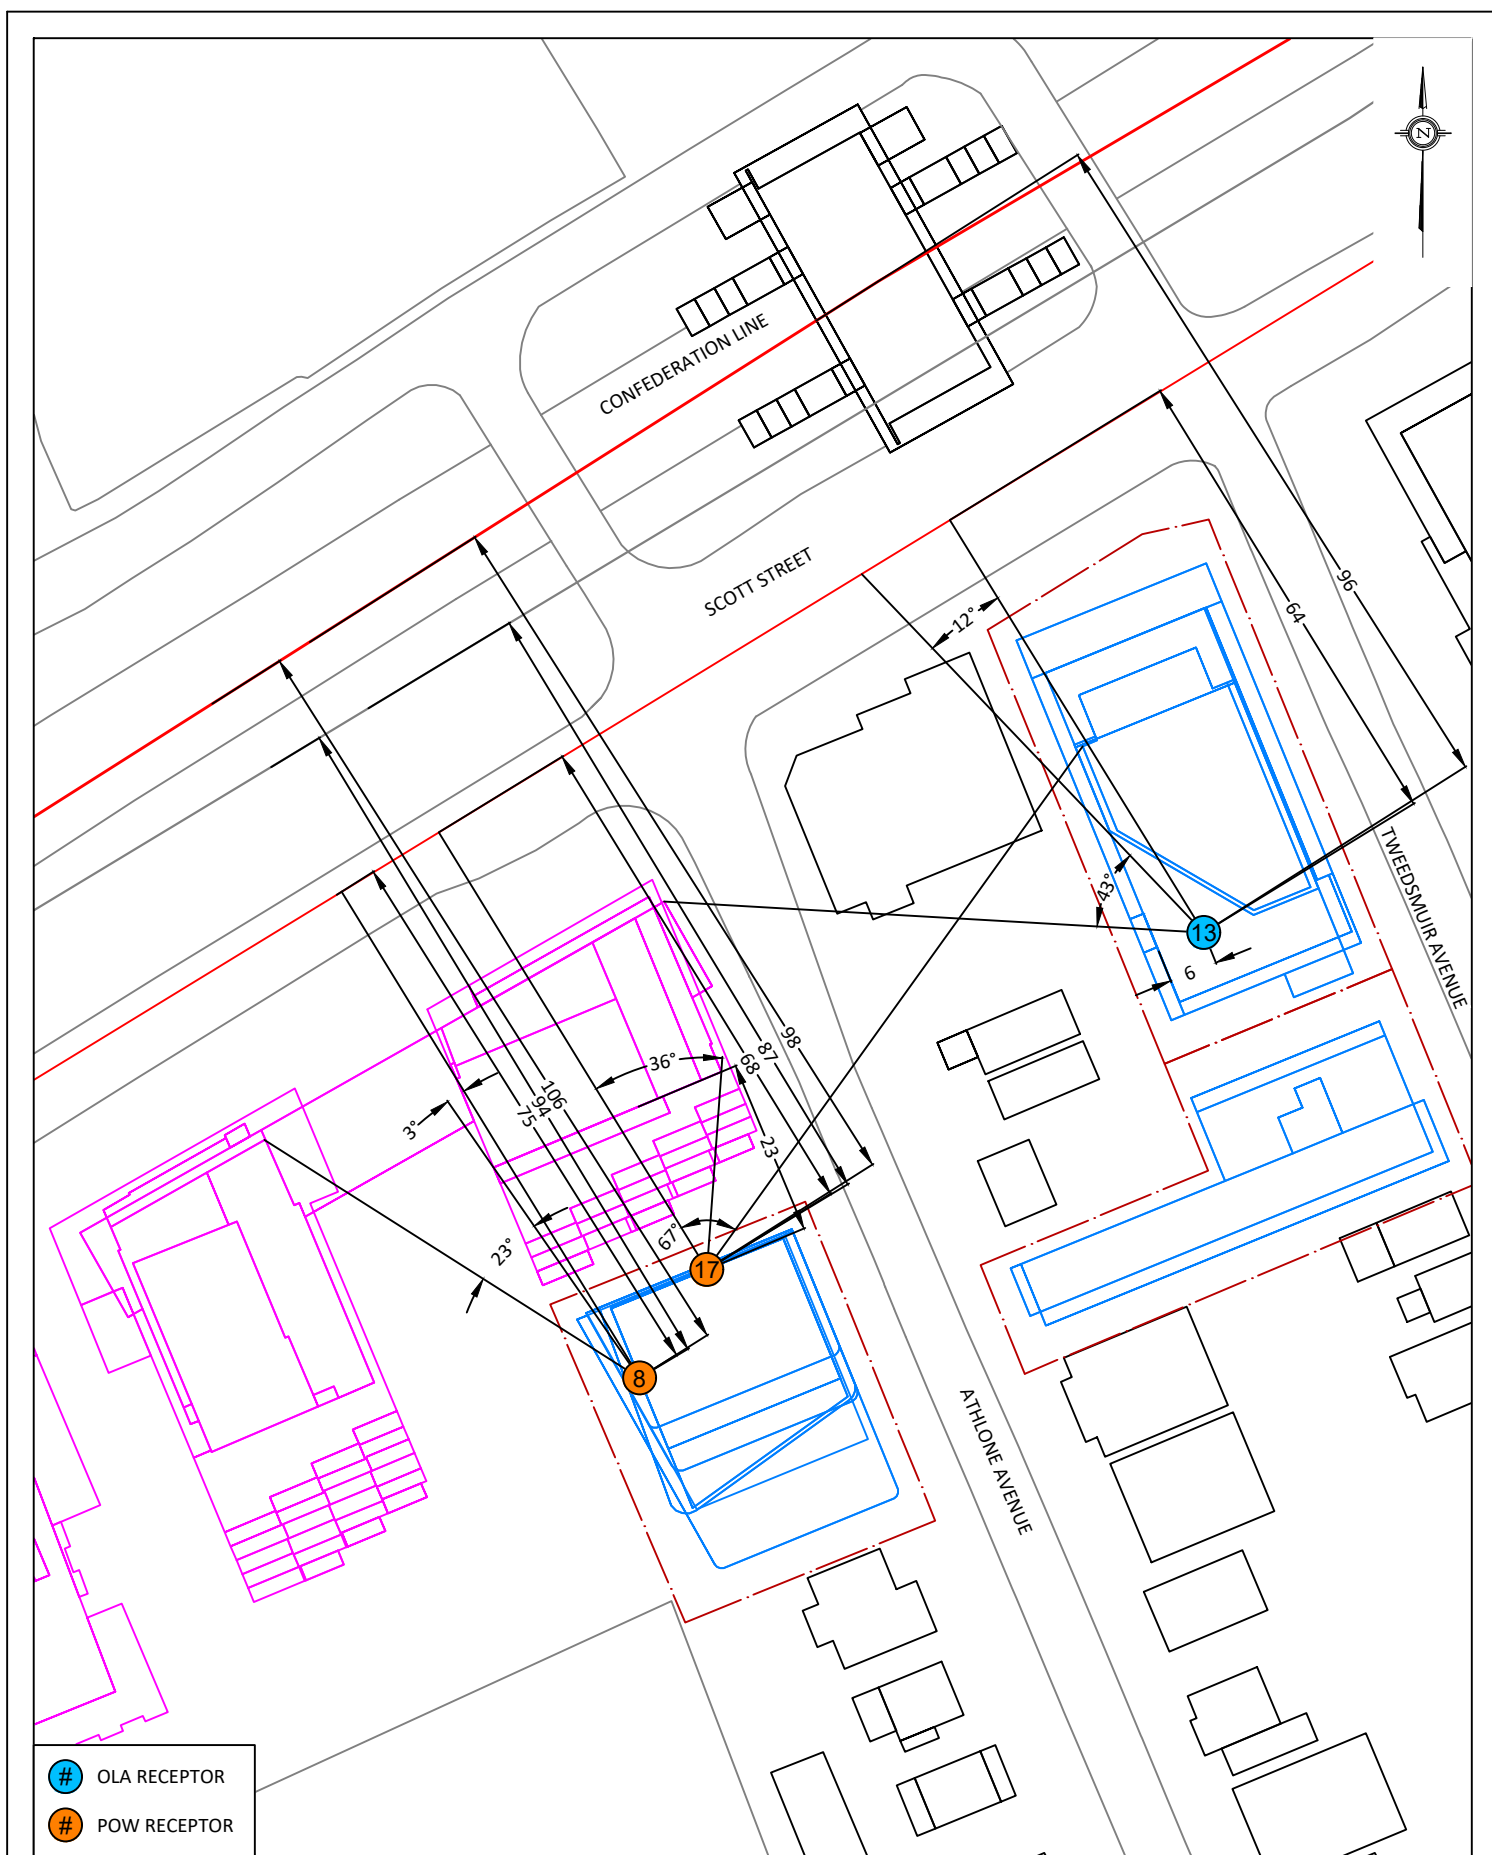 N
CONFEDERATION LINE
SCOTT STREET
12°
64
96
43°
13
6
TWEEDSMUIR AVENUE
98
87
68
36°
106
94
75
3°
23
67°
23°
17
8
ATHLONE AVENUE
# OLA RECEPTOR
# POW RECEPTOR